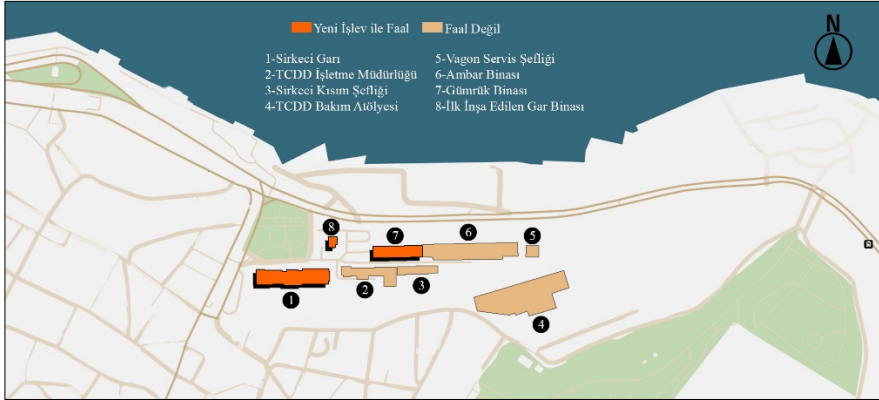 Yeni İşlev ile Faal
Faal Değil
N
1-Sirkeci Garı
2-TCDD İşletme Müdürlüğü
3-Sirkeci Kısım Şefliği
4-TCDD Bakım Atölyesi
5-Vagon Servis Şefliği
6-Ambar Binası
7-Gümrük Binası
8-İlk İnşa Edilen Gar Binası
8
7
6
5
1
2
3
4